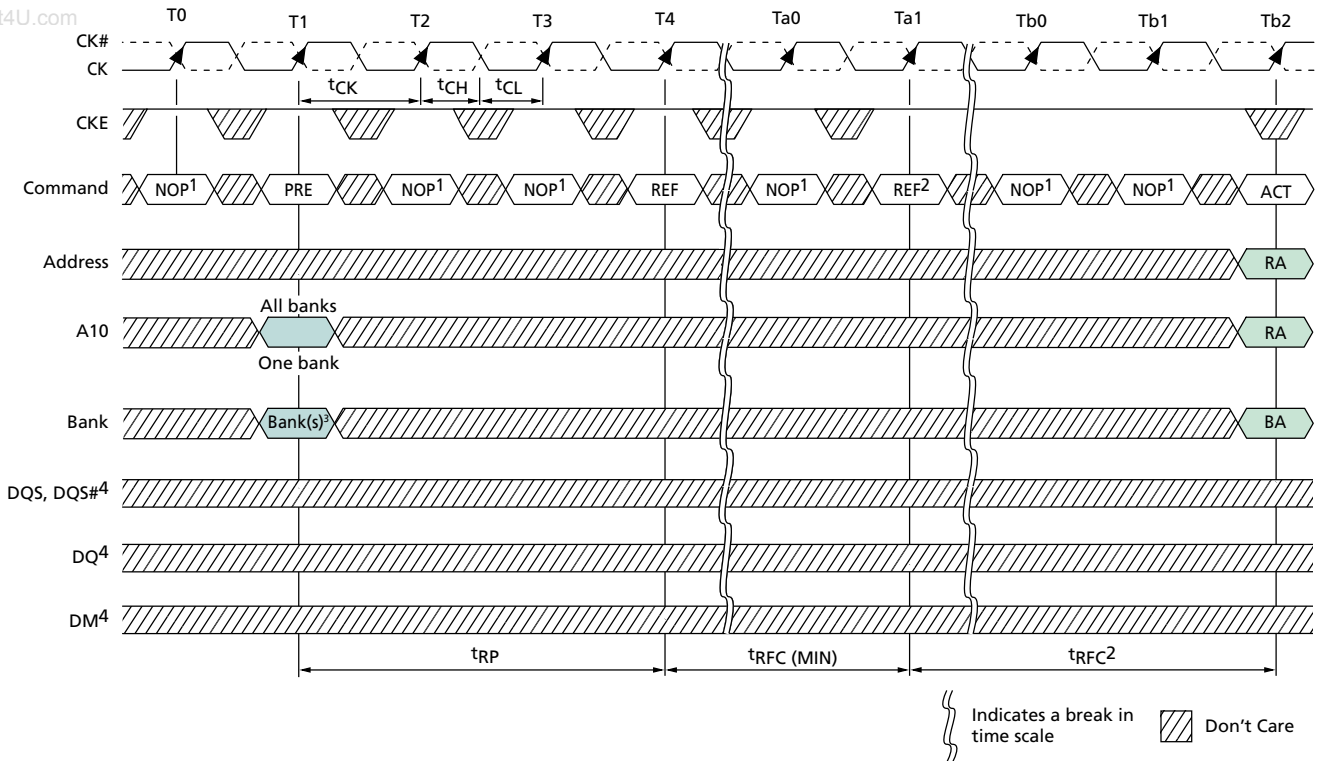 t4U.com
T0 T1 T2 T3 T4 Ta0 Ta1 Tb0 Tb1 Tb2
CK#
CK
tCK tCH tCL
CKE
Command NOP1 PRE NOP1 NOP1 REF NOP1 REF2 NOP1 NOP1 ACT
Address RA
All banks
A10 RA
One bank
Bank Bank(s)3 BA
DQS, DQS#4
DQ4
DM4
tRP tRFC (MIN) tRFC2
Indicates a break in
time scale
Don't Care